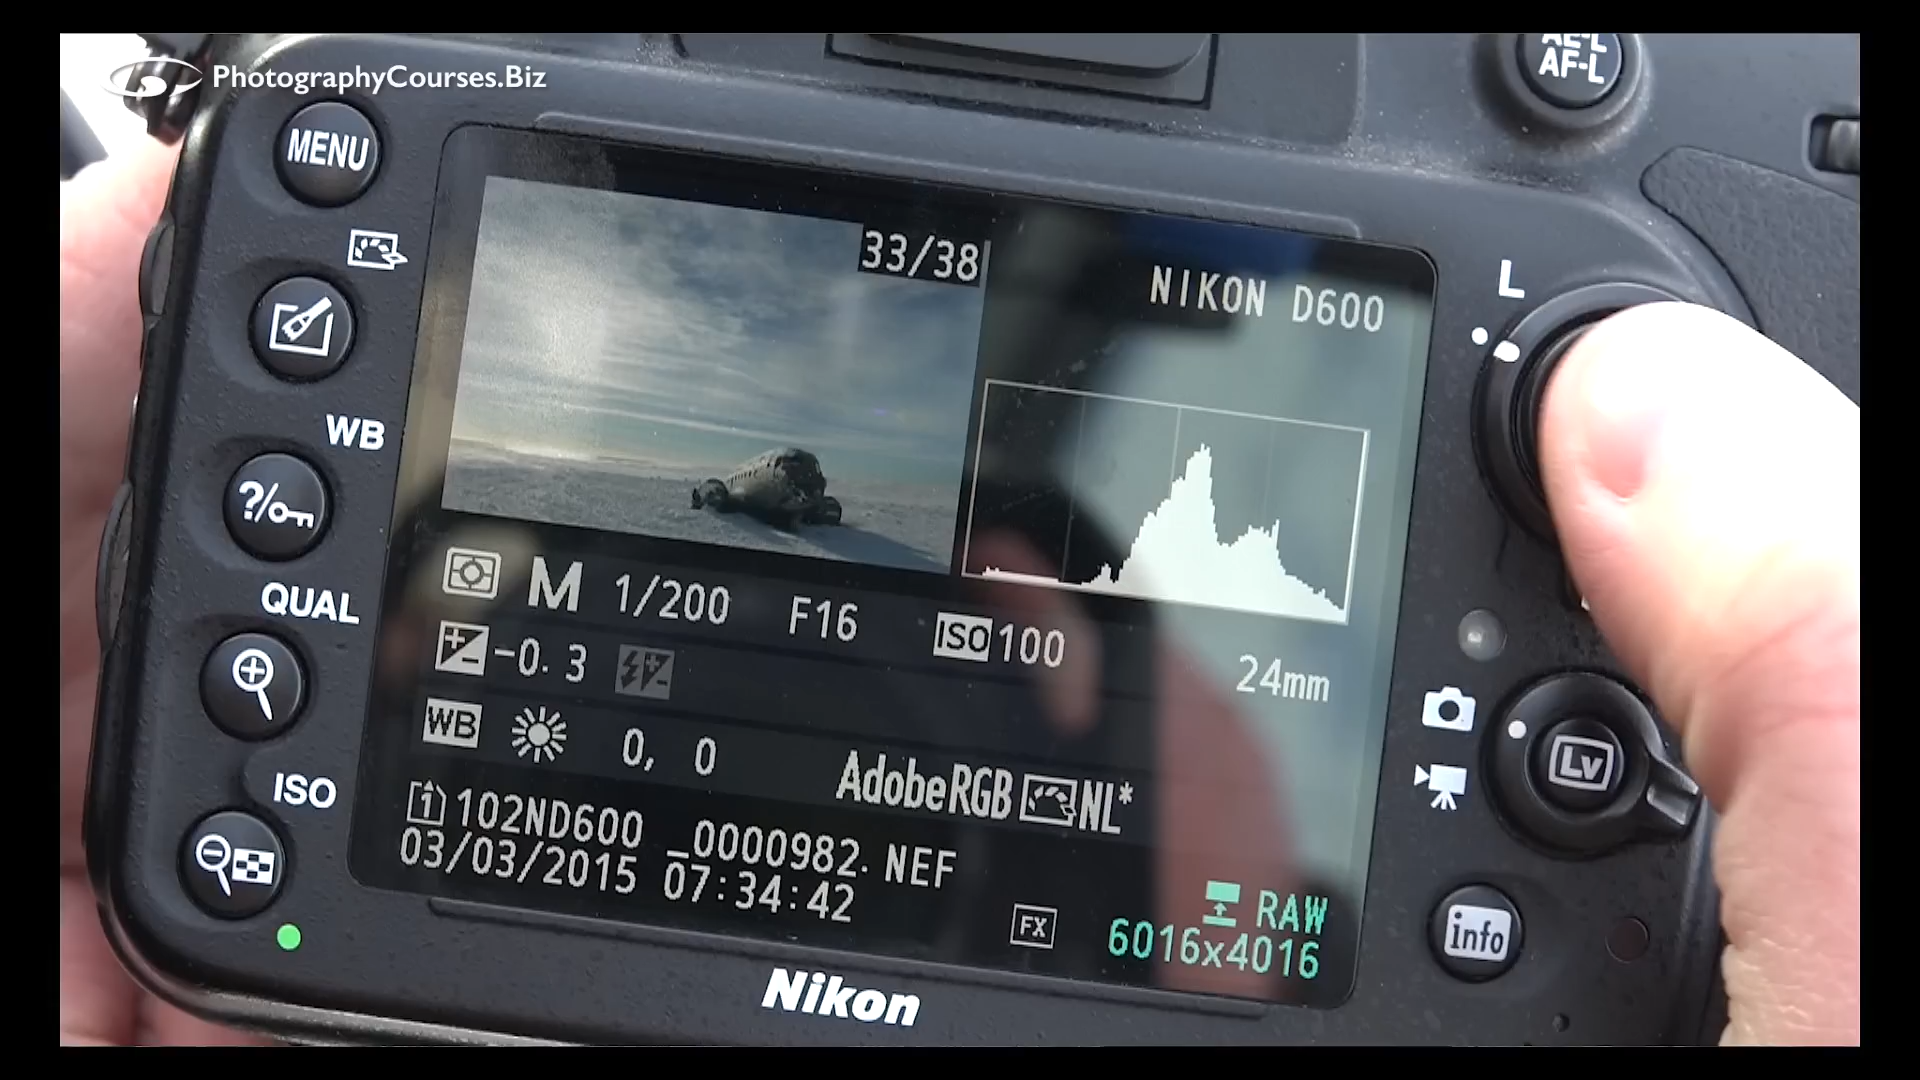 PhotographyCourses.Biz
AE-L
AF-L
MENU
33/38
NIKON D600
L
WB
?/
QUAL
M 1/200 F16 ISO 100
-0.3
24mm
WB 0, 0
AdobeRGB NL*
ISO
Lv
1 102ND600 _0000982.NEF
03/03/2015 07:34:42
FX
RAW
6016x4016
info
Nikon